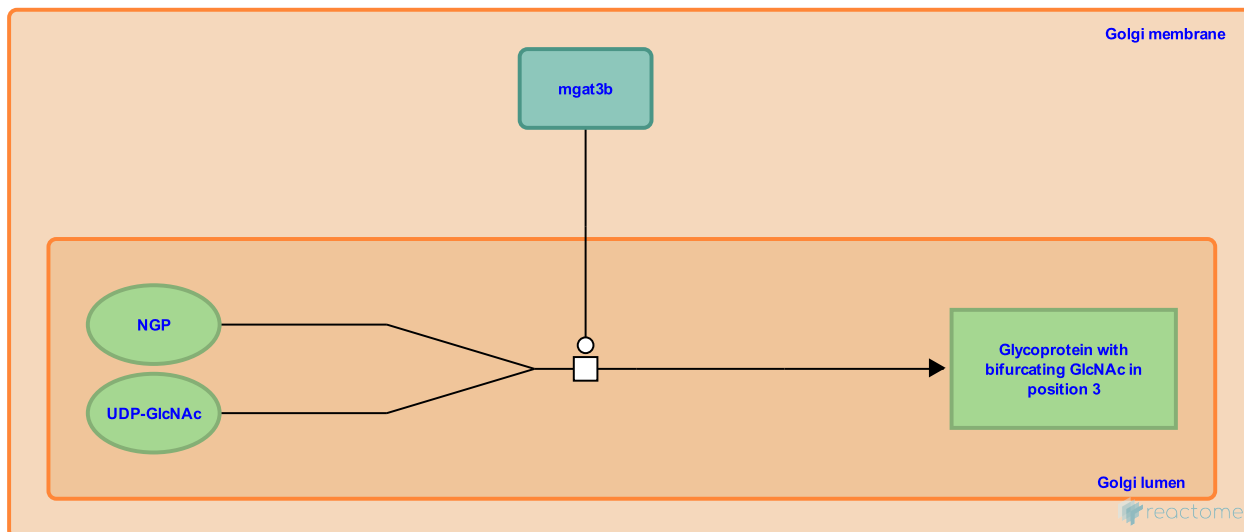 Golgi membrane
mgat3b
NGP
UDP-GlcNAc
Glycoprotein with
bifurcating GlcNAc in
position 3
Golgi lumen
reactome